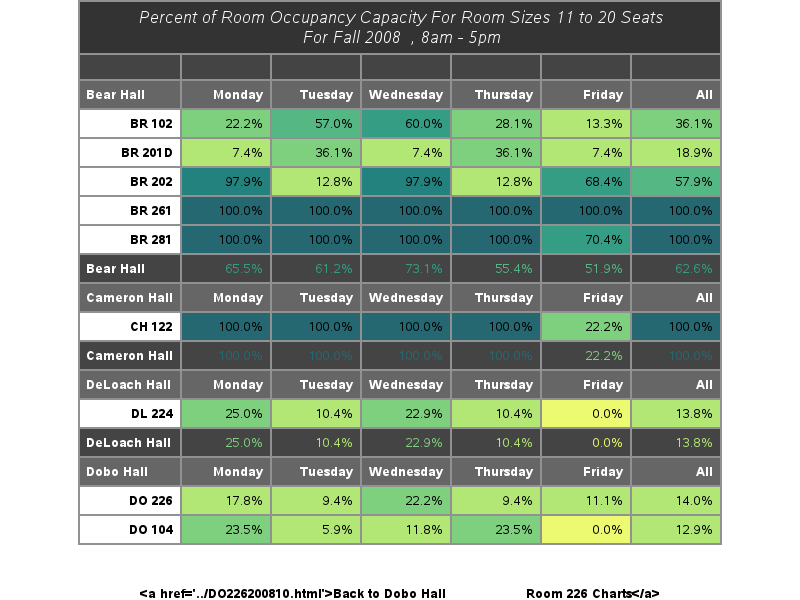 Percent of Room Occupancy Capacity For Room Sizes 11 to 20 Seats
For Fall 2008 , 8am - 5pm
Bear Hall Monday Tuesday Wednesday Thursday Friday All
BR 102 22.2% 57.0% 60.0% 28.1% 13.3% 36.1%
BR 201D 7.4% 36.1% 7.4% 36.1% 7.4% 18.9%
BR 202 97.9% 12.8% 97.9% 12.8% 68.4% 57.9%
BR 261 100.0% 100.0% 100.0% 100.0% 100.0% 100.0%
BR 281 100.0% 100.0% 100.0% 100.0% 70.4% 100.0%
Bear Hall 65.5% 61.2% 73.1% 55.4% 51.9% 62.6%
Cameron Hall Monday Tuesday Wednesday Thursday Friday All
CH 122 100.0% 100.0% 100.0% 100.0% 22.2% 100.0%
Cameron Hall 100.0% 100.0% 100.0% 100.0% 22.2% 100.0%
DeLoach Hall Monday Tuesday Wednesday Thursday Friday All
DL 224 25.0% 10.4% 22.9% 10.4% 0.0% 13.8%
DeLoach Hall 25.0% 10.4% 22.9% 10.4% 0.0% 13.8%
Dobo Hall Monday Tuesday Wednesday Thursday Friday All
DO 226 17.8% 9.4% 22.2% 9.4% 11.1% 14.0%
DO 104 23.5% 5.9% 11.8% 23.5% 0.0% 12.9%
<a href='../DO226200810.html'>Back to Dobo Hall Room 226 Charts</a>